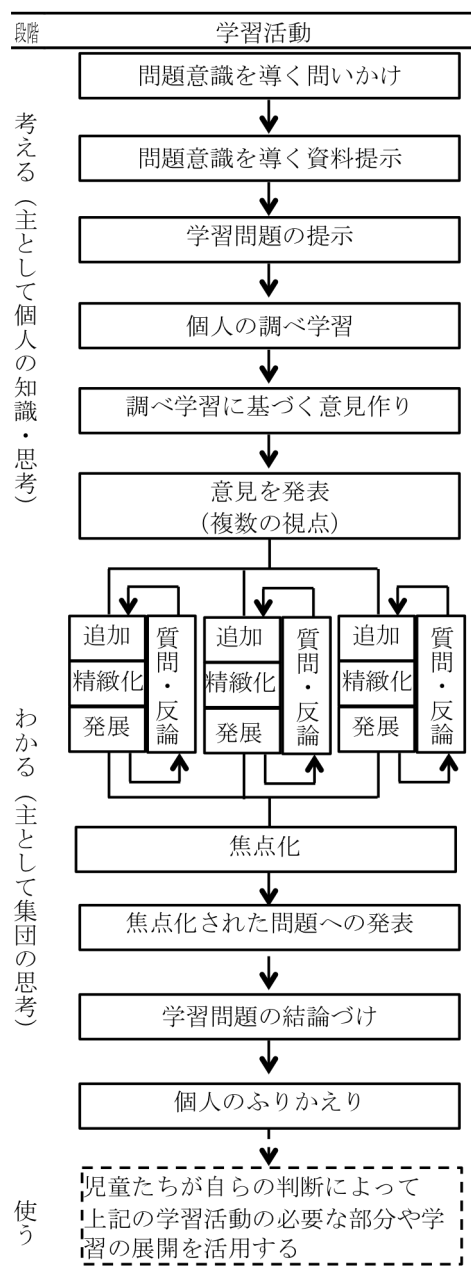 段階
学習活動
考える（主として個人の知識・思考）
問題意識を導く問いかけ
問題意識を導く資料提示
学習問題の提示
個人の調べ学習
調べ学習に基づく意見作り
意見を発表
（複数の視点）
わかる（主として集団の思考）
追加
精緻化
発展
質問・反論
追加
精緻化
発展
質問・反論
追加
精緻化
発展
質問・反論
焦点化
焦点化された問題への発表
学習問題の結論づけ
個人のふりかえり
使う
児童たちが自らの判断によって
上記の学習活動の必要な部分や学
習の展開を活用する